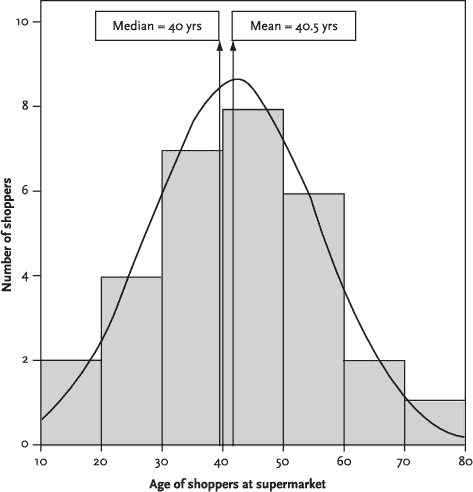 Median = 40 yrs
Mean = 40.5 yrs
Number of shoppers
10
8
6
4
2
0
10 20 30 40 50 60 70 80
Age of shoppers at supermarket